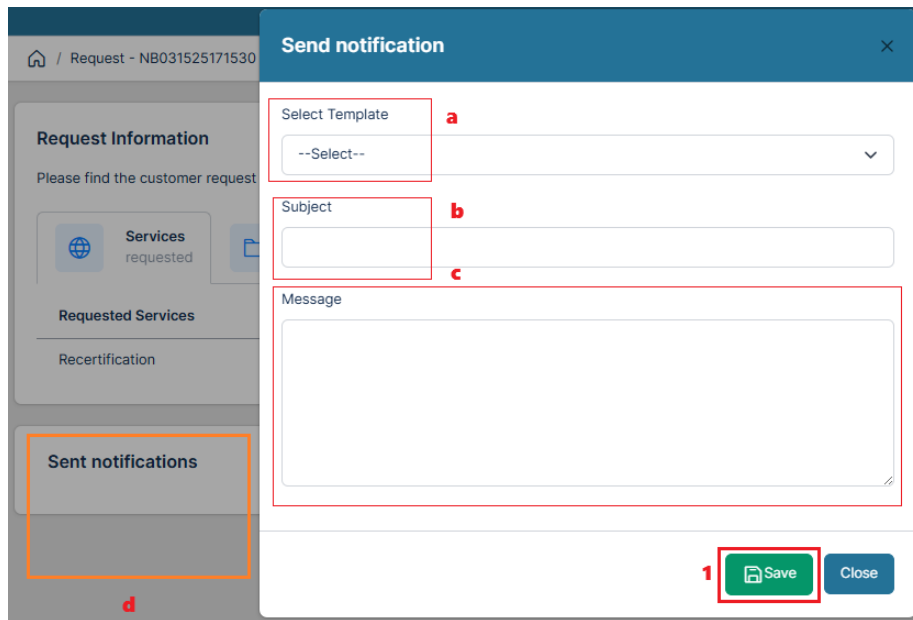 / Request - NB031525171530
Request Information
Please find the customer request
Services
requested
Requested Services
Recertification
Sent notifications
d
Send notification
Select Template
a
--Select--
Subject
b
c
Message
1
Save
Close